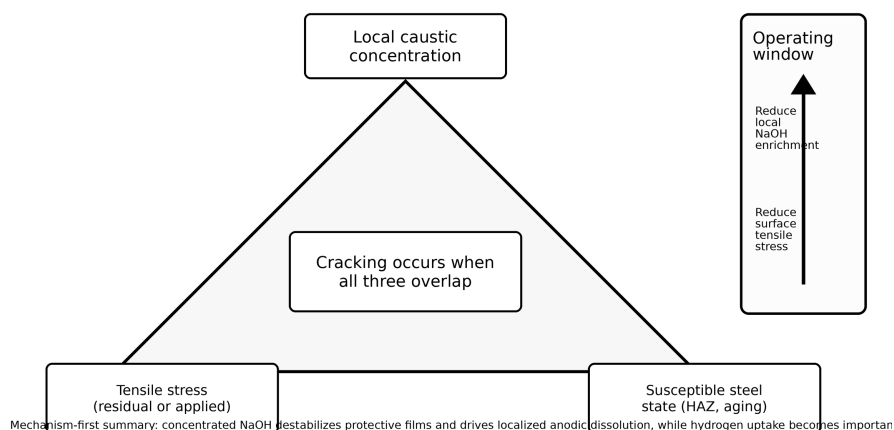 Local caustic
concentration
Operating
window
Reduce
local
NaOH
enrichment
Reduce
surface
tensile
stress
Cracking occurs when
all three overlap
Tensile stress
(residual or applied)
Susceptible steel
state (HAZ, aging)
Mechanism-first summary: concentrated NaOH destabilizes protective films and drives localized anodic dissolution, while hydrogen uptake becomes importan